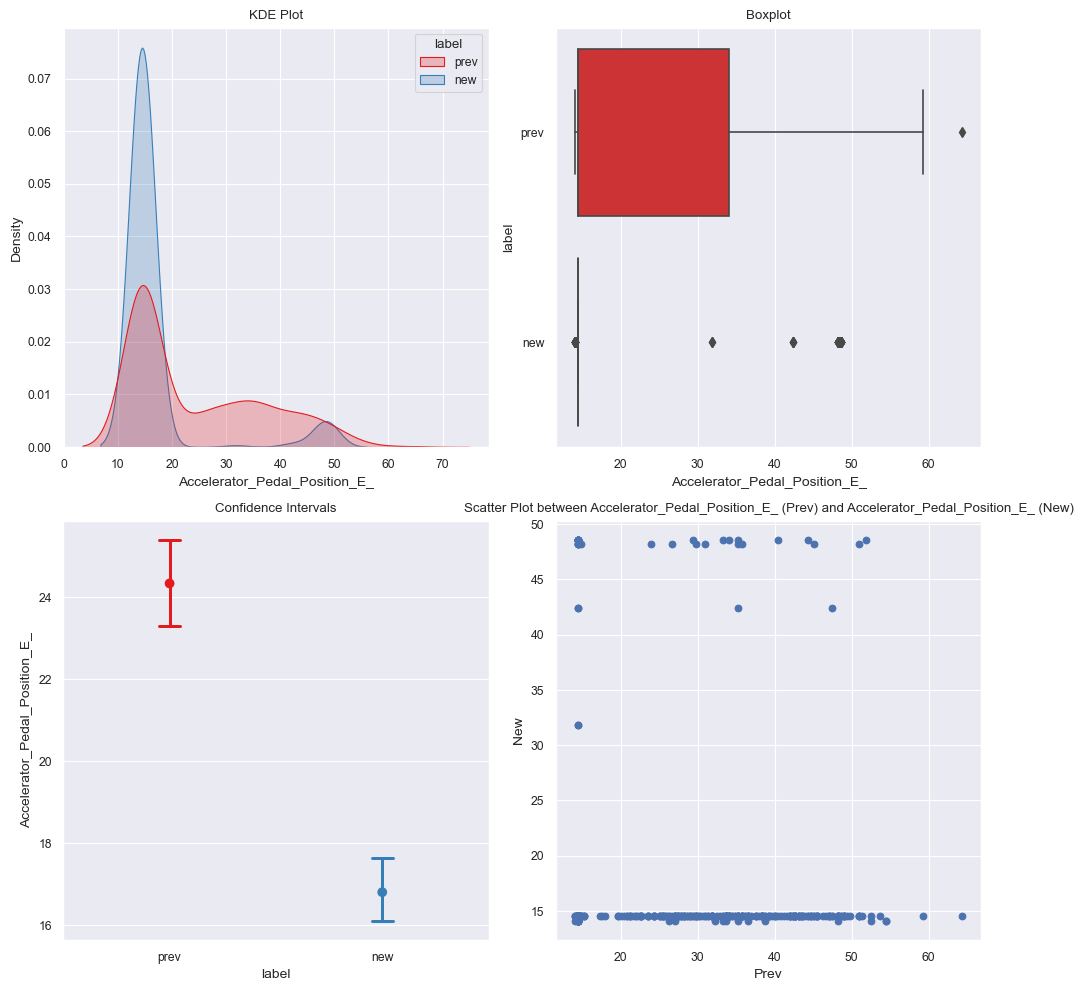 KDE Plot
label
prev
new
0.07
0.06
0.05
0.04
0.03
0.02
0.01
0.00
Density
0 10 20 30 40 50 60 70
Accelerator_Pedal_Position_E_
Boxplot
prev
new
label
20 30 40 50 60
Accelerator_Pedal_Position_E_
Confidence Intervals
24
22
20
18
16
Accelerator_Pedal_Position_E_
prev new
label
Scatter Plot between Accelerator_Pedal_Position_E_ (Prev) and Accelerator_Pedal_Position_E_ (New)
50
45
40
35
30
25
20
15
New
20 30 40 50 60
Prev